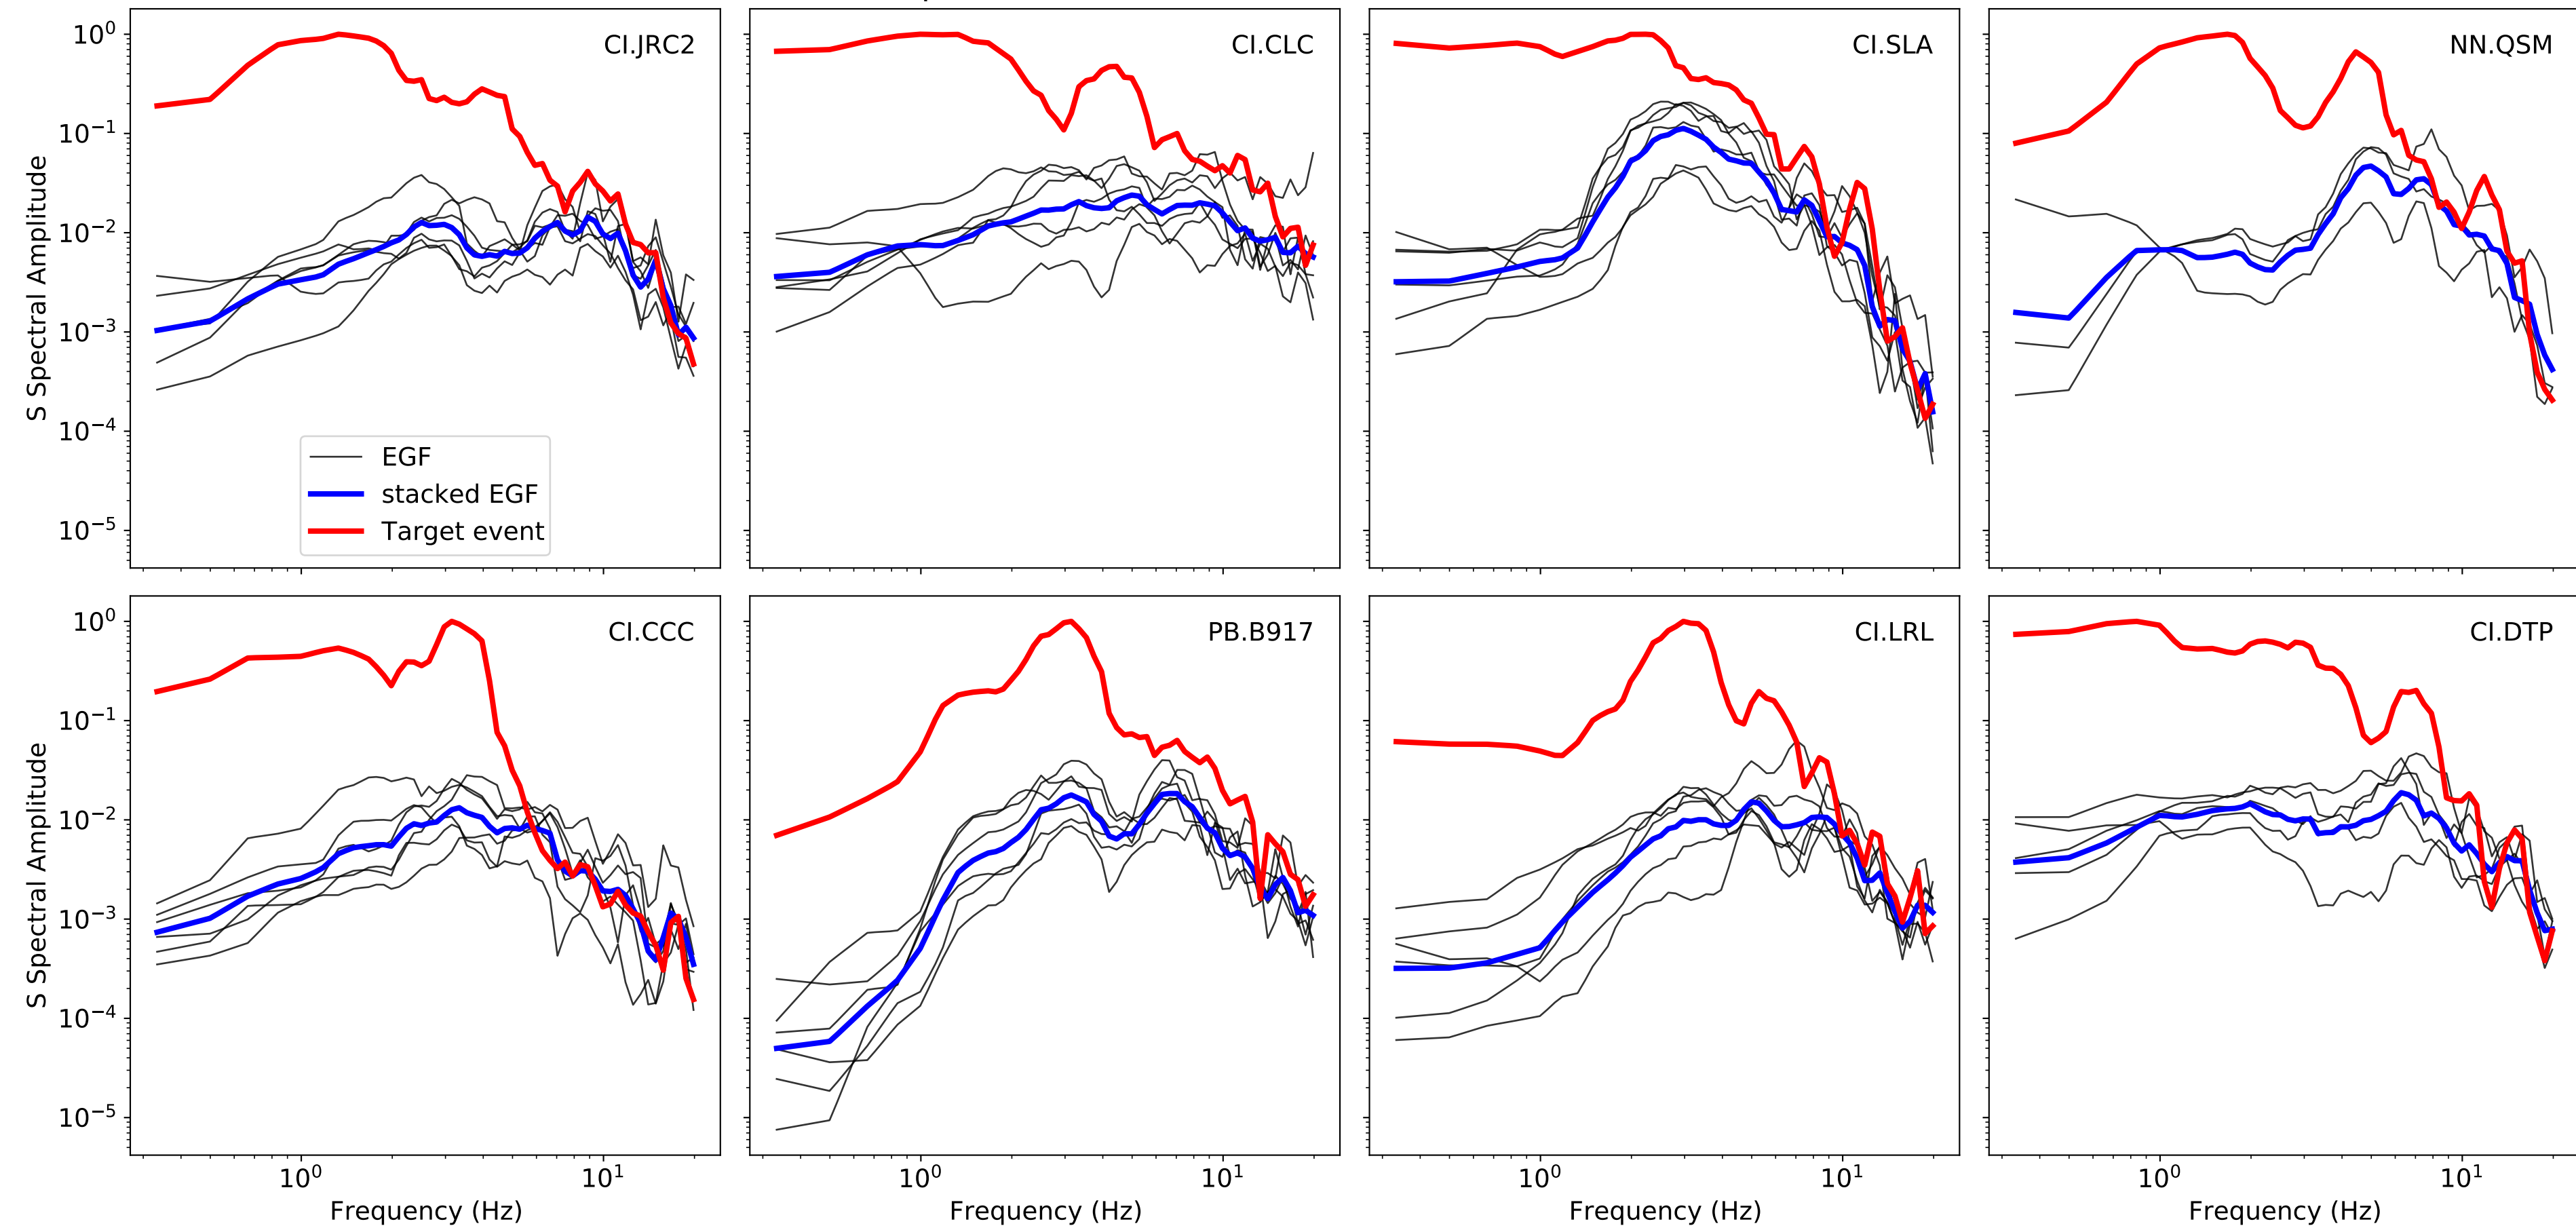 S Spectral Amplitude
10⁰
10⁻¹
10⁻²
10⁻³
10⁻⁴
10⁻⁵
CI.JRC2
EGF
stacked EGF
Target event
CI.CLC
CI.SLA
NN.QSM
S Spectral Amplitude
10⁰
10⁻¹
10⁻²
10⁻³
10⁻⁴
10⁻⁵
CI.CCC
PB.B917
CI.LRL
CI.DTP
10⁰ 10¹
10⁰ 10¹
10⁰ 10¹
10⁰ 10¹
Frequency (Hz)
Frequency (Hz)
Frequency (Hz)
Frequency (Hz)